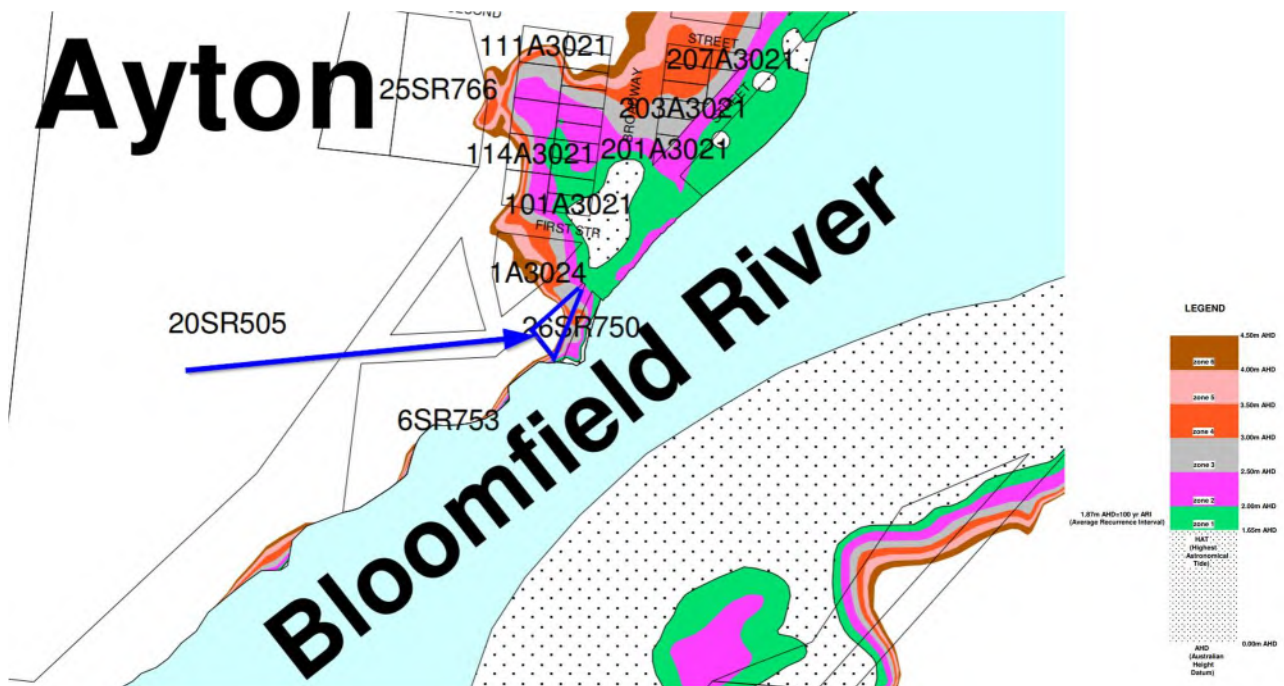 SECOND
Ayton
111A3021
STREET
207A3021
25SR766
BROADWAY
203A3021
STREET
114A3021
201A3021
101A3021
FIRST STR
1A3024
20SR505
26SR750
6SR753
Bloomfield River
LEGEND
4.50m AHD
zone 6
4.00m AHD
zone 5
3.50m AHD
zone 4
3.00m AHD
zone 3
2.50m AHD
zone 2
2.00m AHD
zone 1
1.65m AHD
1.87m AHD=100 yr ARI
(Average Recurrence Interval)
HAT
(Highest
Astronomical
Tide)
0.00m AHD
AHD
(Australian
Height
Datum)